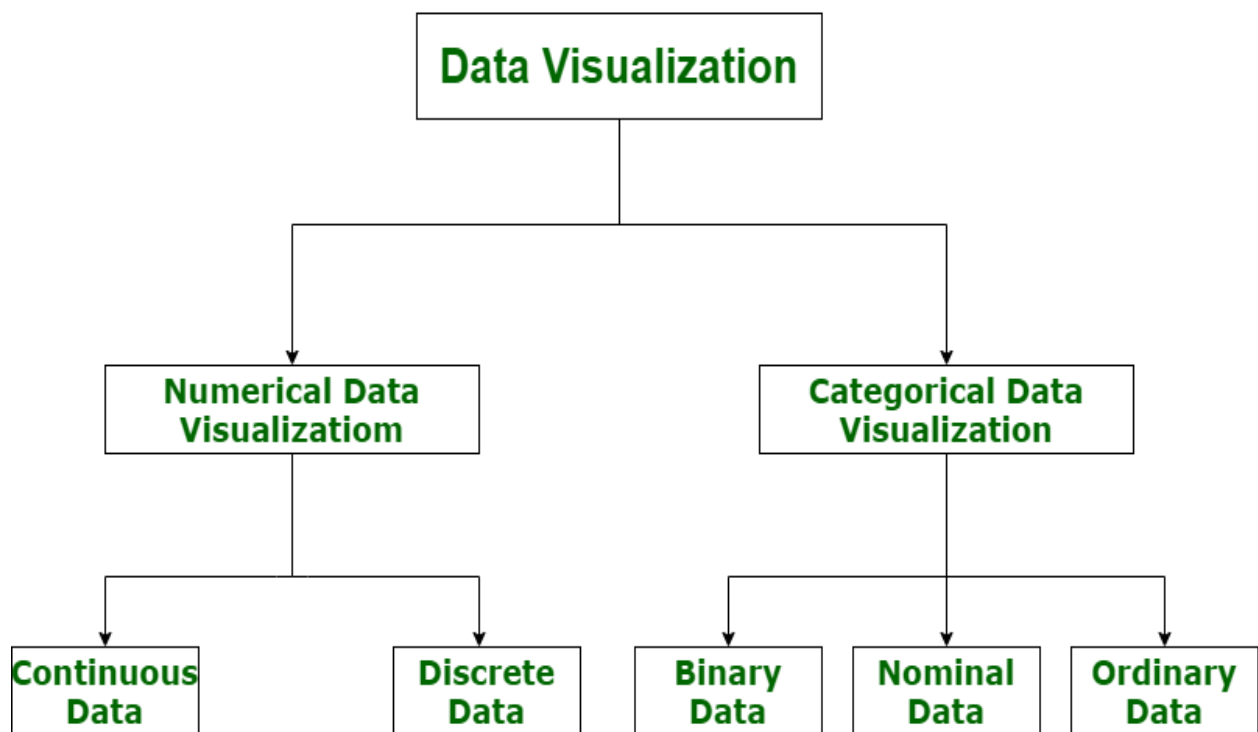 Data Visualization
Numerical Data
Visualizatiom
Categorical Data
Visualization
Continuous
Data
Discrete
Data
Binary
Data
Nominal
Data
Ordinary
Data